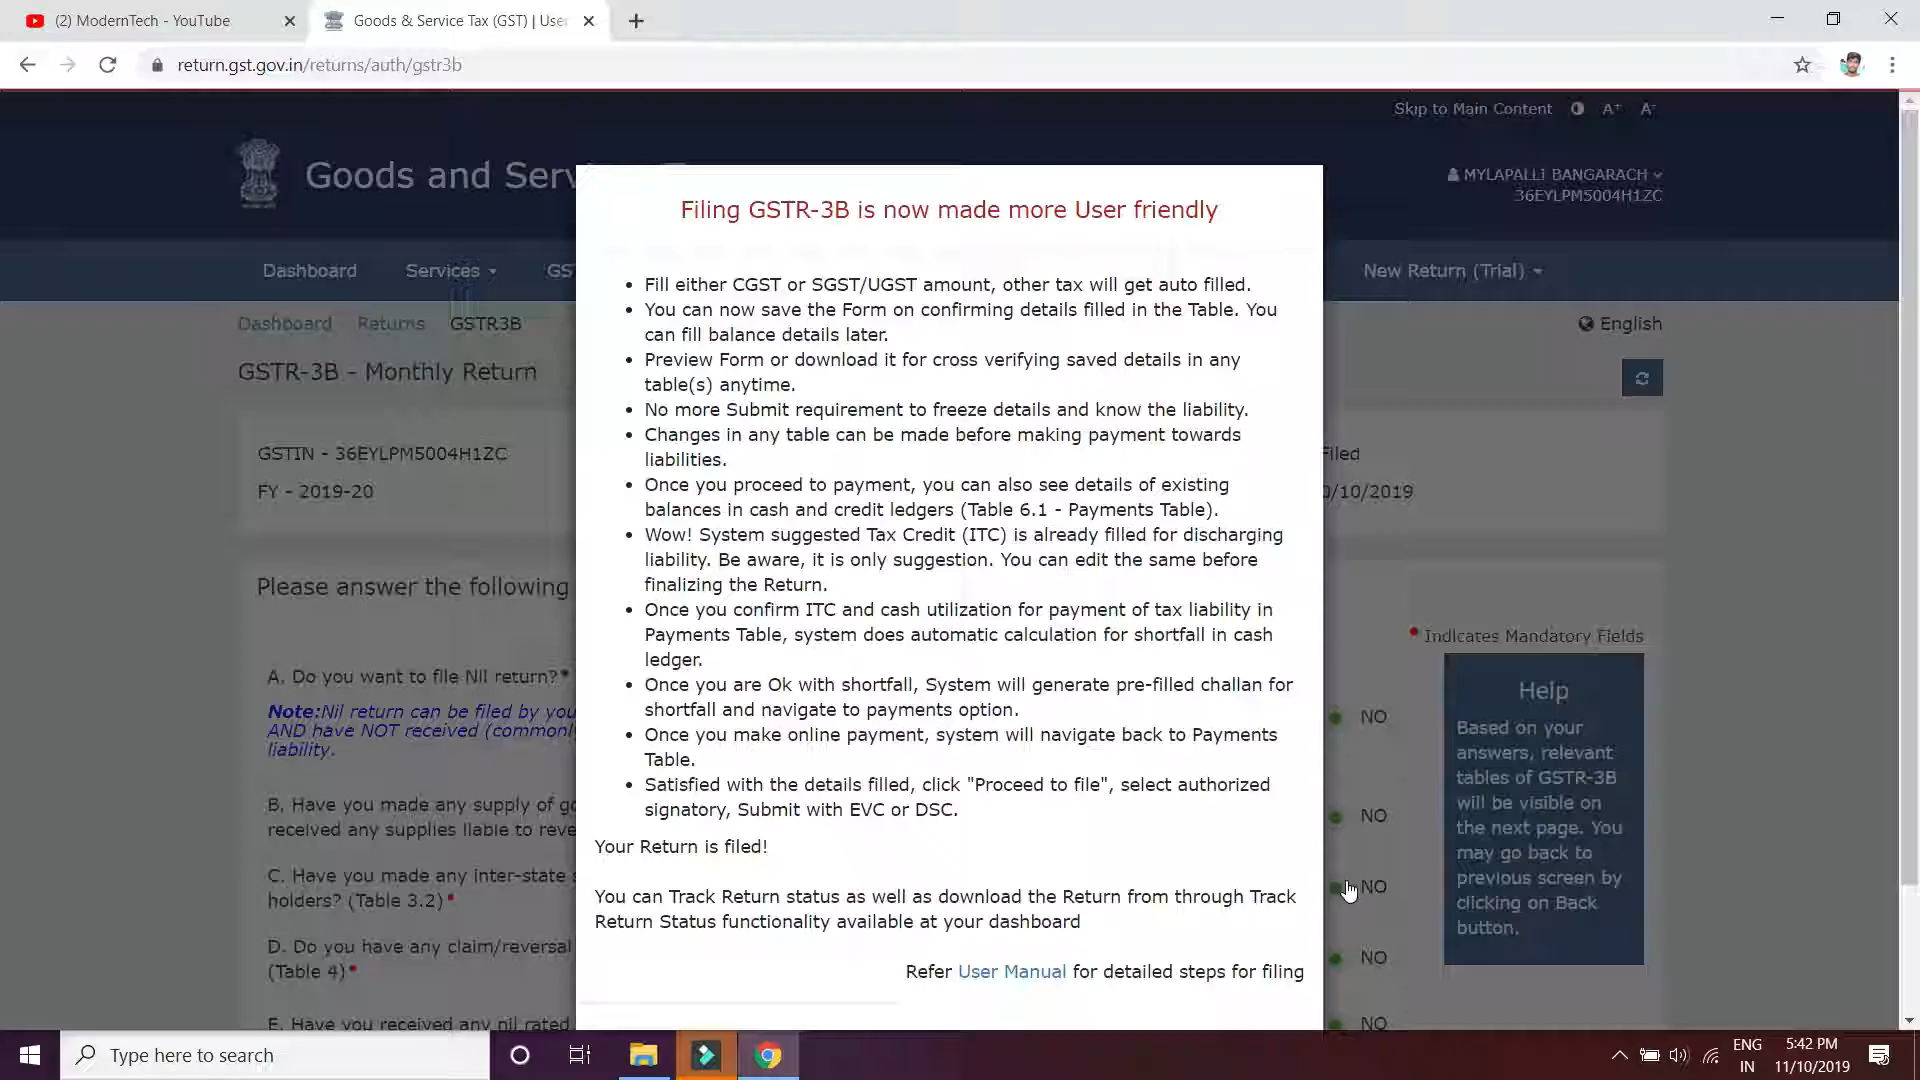 (2) ModernTech - YouTube
Goods & Service Tax (GST) | User
return.gst.gov.in/returns/auth/gstr3b
Skip to Main Content A+ A-
Goods and Serv
MYLAPALLI BANGARACH
36EYLPM5004H1ZC
Dashboard Services GS New Return (Trial)
Dashboard Returns GSTR3B English
GSTR-3B - Monthly Return
GSTIN - 36EYLPM5004H1ZC Filed
FY - 2019-20 0/10/2019
Please answer the following
Indicates Mandatory Fields
A. Do you want to file Nil return?*
Note:Nil return can be filed by you
AND have NOT received (commonl
liability.
NO
B. Have you made any supply of go
received any supplies liable to reve
NO
C. Have you made any inter-state s
holders? (Table 3.2)*
NO
D. Do you have any claim/reversal
(Table 4)*
NO
E. Have you received any nil rated
NO
Help
Based on your
answers, relevant
tables of GSTR-3B
will be visible on
the next page. You
may go back to
previous screen by
clicking on Back
button.
Filing GSTR-3B is now made more User friendly
• Fill either CGST or SGST/UGST amount, other tax will get auto filled.
• You can now save the Form on confirming details filled in the Table. You
can fill balance details later.
• Preview Form or download it for cross verifying saved details in any
table(s) anytime.
• No more Submit requirement to freeze details and know the liability.
• Changes in any table can be made before making payment towards
liabilities.
• Once you proceed to payment, you can also see details of existing
balances in cash and credit ledgers (Table 6.1 - Payments Table).
• Wow! System suggested Tax Credit (ITC) is already filled for discharging
liability. Be aware, it is only suggestion. You can edit the same before
finalizing the Return.
• Once you confirm ITC and cash utilization for payment of tax liability in
Payments Table, system does automatic calculation for shortfall in cash
ledger.
• Once you are Ok with shortfall, System will generate pre-filled challan for
shortfall and navigate to payments option.
• Once you make online payment, system will navigate back to Payments
Table.
• Satisfied with the details filled, click "Proceed to file", select authorized
signatory, Submit with EVC or DSC.
Your Return is filed!
You can Track Return status as well as download the Return from through Track
Return Status functionality available at your dashboard
Refer User Manual for detailed steps for filing
Type here to search
ENG
IN
5:42 PM
11/10/2019